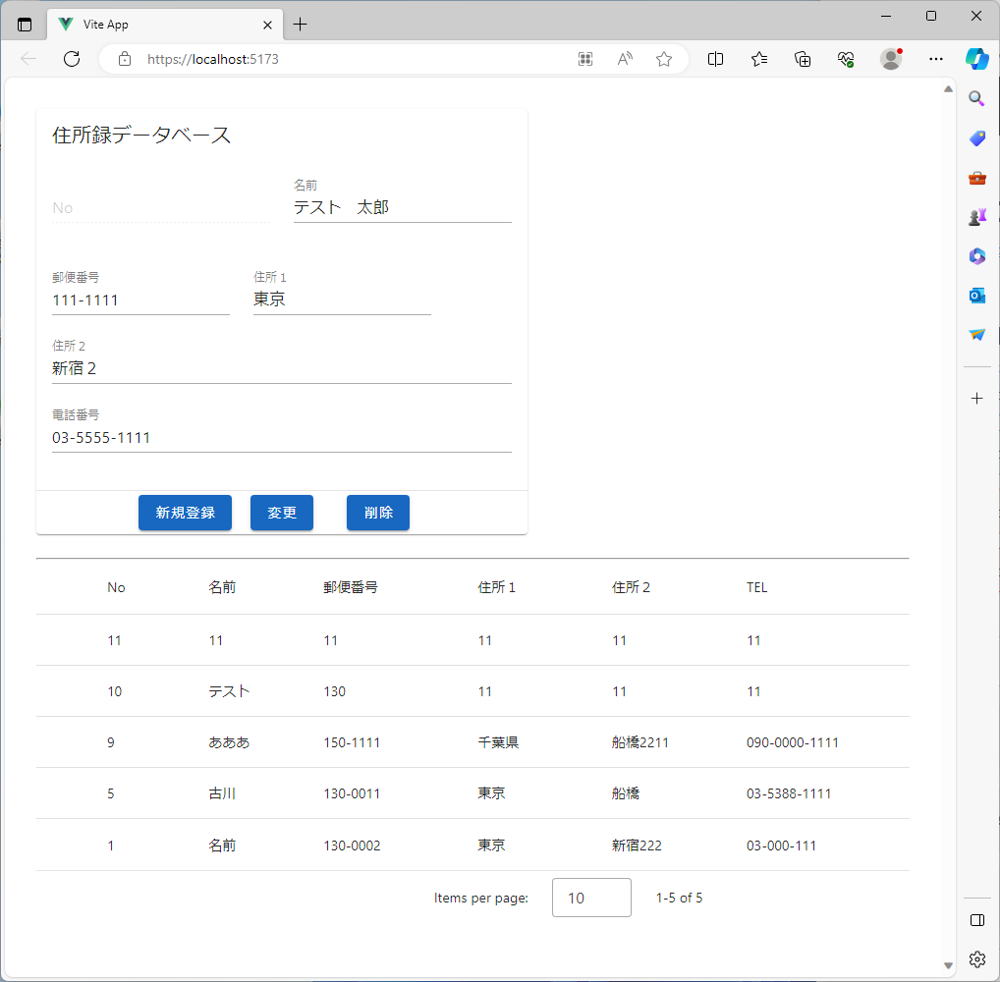 Vite App
https://localhost:5173
住所録データベース
No
名前
テスト　太郎
郵便番号 住所１
111-1111 東京
住所２
新宿２
電話番号
03-5555-1111
新規登録 変更 削除
No 名前 郵便番号 住所１ 住所２ TEL
11 11 11 11 11 11
10 テスト 130 11 11 11
9 あああ 150-1111 千葉県 船橋2211 090-0000-1111
5 古川 130-0011 東京 船橋 03-5388-1111
1 名前 130-0002 東京 新宿222 03-000-111
Items per page: 10 1-5 of 5